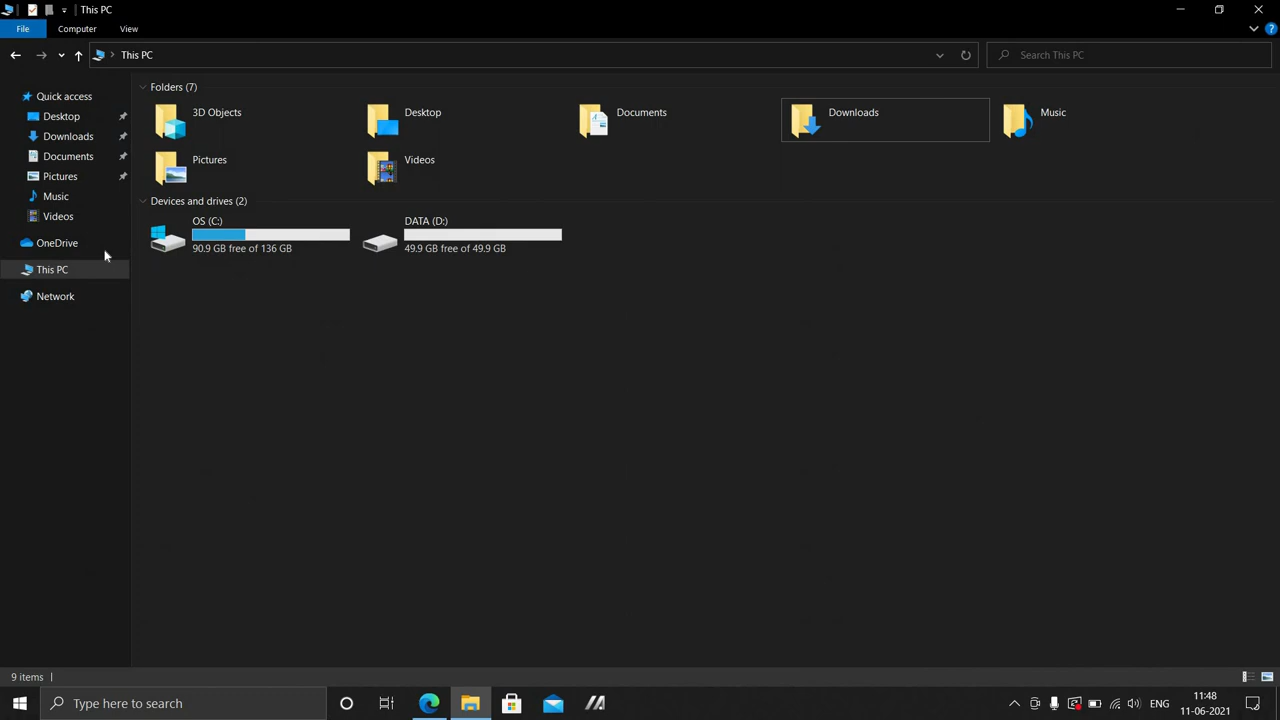 This PC
File Computer View
This PC
Search This PC
Quick access
Desktop
Downloads
Documents
Pictures
Music
Videos
OneDrive
This PC
Network
Folders (7)
3D Objects
Desktop
Documents
Downloads
Music
Pictures
Videos
Devices and drives (2)
OS (C:)
90.9 GB free of 136 GB
DATA (D:)
49.9 GB free of 49.9 GB
9 items
Type here to search
ENG
11:48
11-06-2021